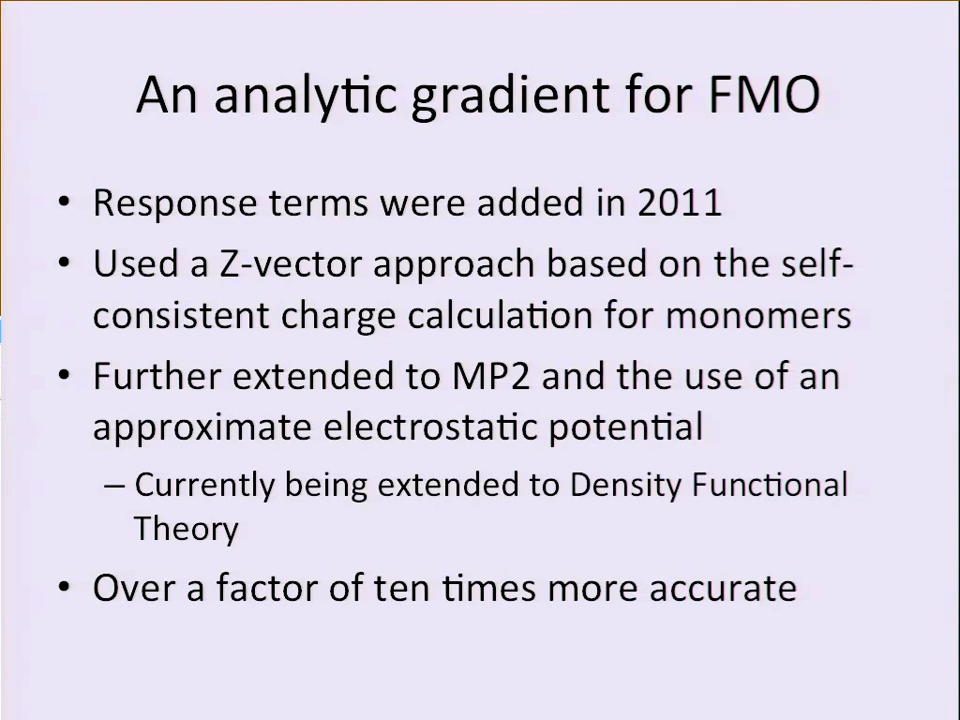 An analytic gradient for FMO
• Response terms were added in 2011
• Used a Z-vector approach based on the self-
consistent charge calculation for monomers
• Further extended to MP2 and the use of an
approximate electrostatic potential
– Currently being extended to Density Functional
Theory
• Over a factor of ten times more accurate